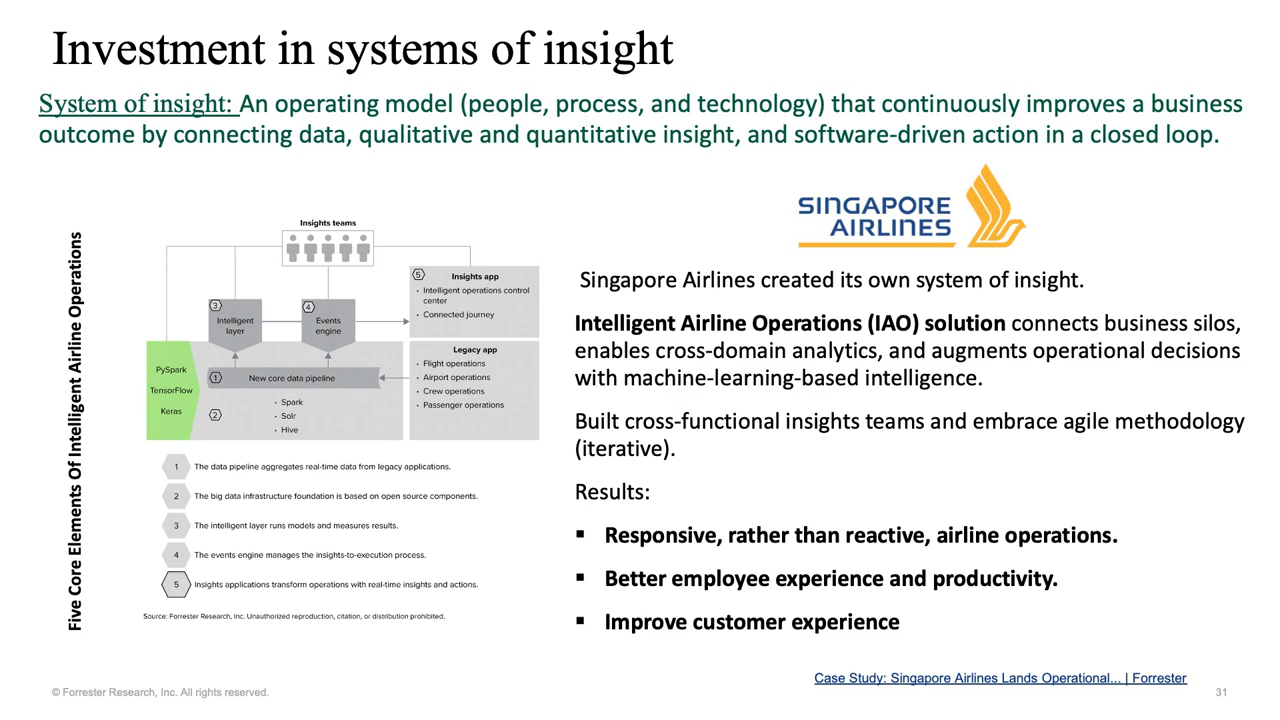 Investment in systems of insight
System of insight: An operating model (people, process, and technology) that continuously improves a business
outcome by connecting data, qualitative and quantitative insight, and software-driven action in a closed loop.
Five Core Elements Of Intelligent Airline Operations
Insights teams
3
Intelligent
layer
4
Events
engine
5
Insights app
• Intelligent operations control
center
• Connected journey
PySpark
TensorFlow
Keras
1
New core data pipeline
2
• Spark
• Solr
• Hive
Legacy app
• Flight operations
• Airport operations
• Crew operations
• Passenger operations
1 The data pipeline aggregates real-time data from legacy applications.
2 The big data infrastructure foundation is based on open source components.
3 The intelligent layer runs models and measures results.
4 The events engine manages the insights-to-execution process.
5 Insights applications transform operations with real-time insights and actions.
Source: Forrester Research, Inc. Unauthorized reproduction, citation, or distribution prohibited.
SINGAPORE
AIRLINES
Singapore Airlines created its own system of insight.
Intelligent Airline Operations (IAO) solution connects business silos,
enables cross-domain analytics, and augments operational decisions
with machine-learning-based intelligence.
Built cross-functional insights teams and embrace agile methodology
(iterative).
Results:
▪ Responsive, rather than reactive, airline operations.
▪ Better employee experience and productivity.
▪ Improve customer experience
Case Study: Singapore Airlines Lands Operational... | Forrester
© Forrester Research, Inc. All rights reserved.
31